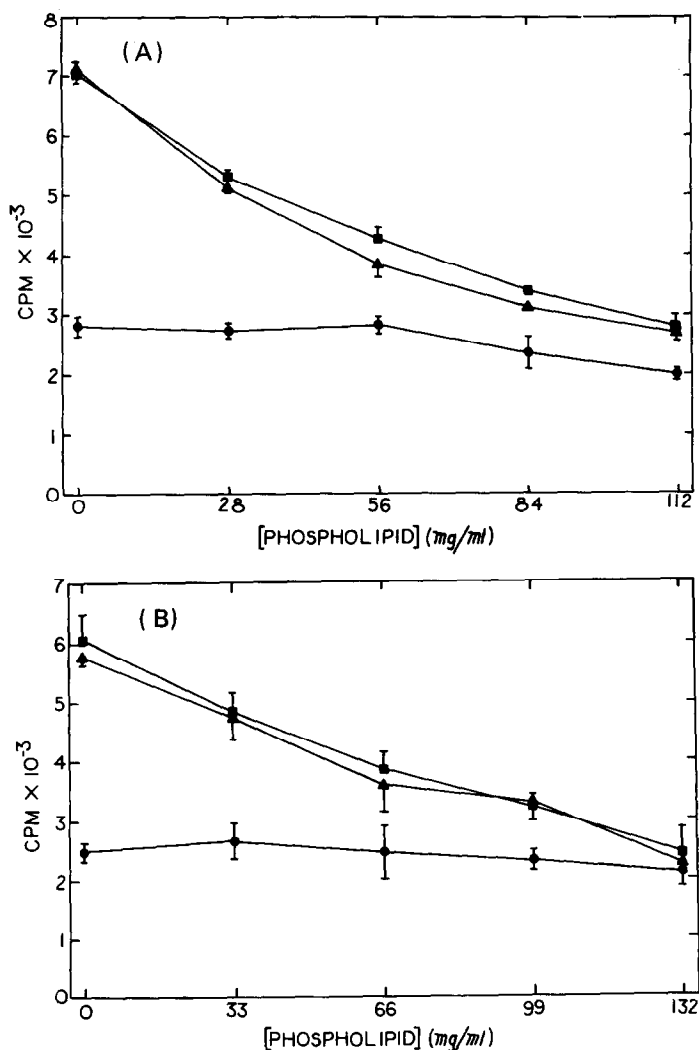 (A)
8
7
6
5
4
3
2
1
0
CPM × 10⁻³
0 28 56 84 112
[PHOSPHOLIPID] (mg/ml)
(B)
7
6
5
4
3
2
1
0
CPM × 10⁻³
0 33 66 99 132
[PHOSPHOLIPID] (mg/ml)